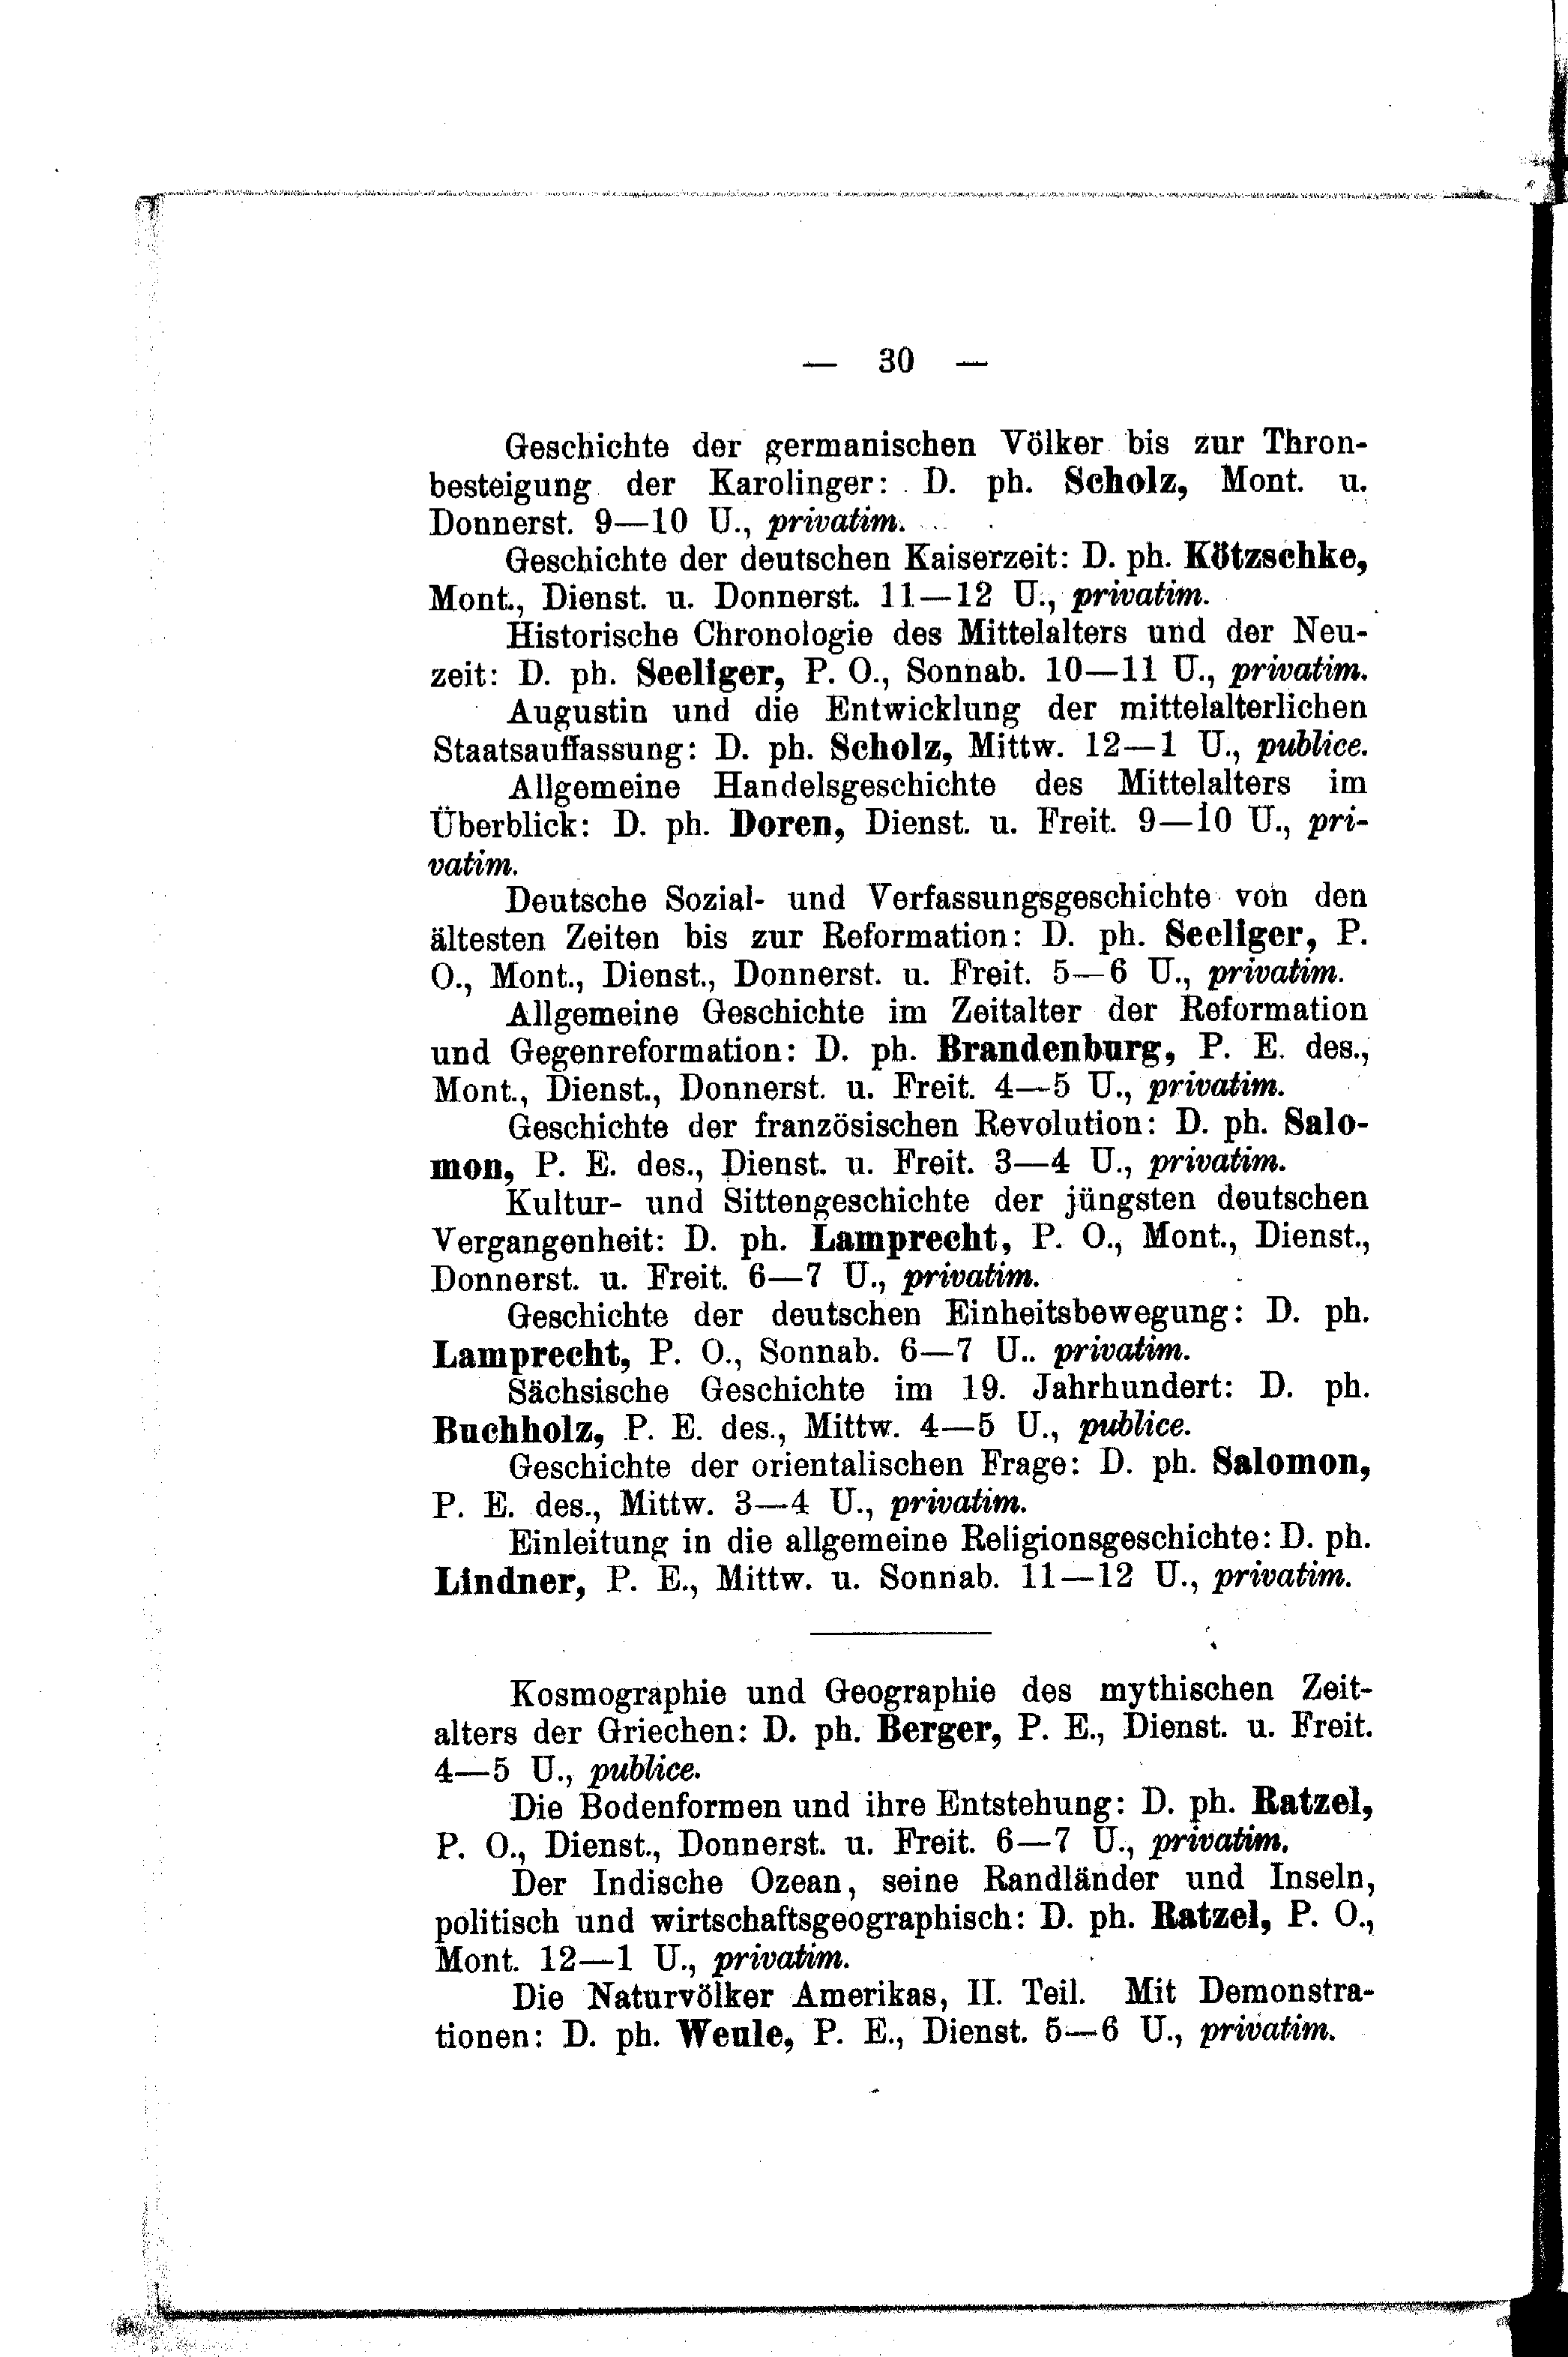 — 30 —
Geschichte der germanischen Völker bis zur Thron-
besteigung der Karolinger: D. ph. Scholz, Mont. u.
Donnerst. 9—10 U., privatim.
Geschichte der deutschen Kaiserzeit: D. ph. Kötzschke,
Mont., Dienst. u. Donnerst. 11—12 U., privatim.
Historische Chronologie des Mittelalters und der Neu-
zeit: D. ph. Seeliger, P. O., Sonnab. 10—11 U., privatim.
Augustin und die Entwicklung der mittelalterlichen
Staatsauffassung: D. ph. Scholz, Mittw. 12—1 U., publice.
Allgemeine Handelsgeschichte des Mittelalters im
Überblick: D. ph. Doren, Dienst. u. Freit. 9—10 U., pri-
vatim.
Deutsche Sozial- und Verfassungsgeschichte von den
ältesten Zeiten bis zur Reformation: D. ph. Seeliger, P.
O., Mont., Dienst., Donnerst. u. Freit. 5—6 U., privatim.
Allgemeine Geschichte im Zeitalter der Reformation
und Gegenreformation: D. ph. Brandenburg, P. E. des.,
Mont., Dienst., Donnerst. u. Freit. 4—5 U., privatim.
Geschichte der französischen Revolution: D. ph. Salo-
mon, P. E. des., Dienst. u. Freit. 3—4 U., privatim.
Kultur- und Sittengeschichte der jüngsten deutschen
Vergangenheit: D. ph. Lamprecht, P. O., Mont., Dienst.,
Donnerst. u. Freit. 6—7 U., privatim.
Geschichte der deutschen Einheitsbewegung: D. ph.
Lamprecht, P. O., Sonnab. 6—7 U.. privatim.
Sächsische Geschichte im 19. Jahrhundert: D. ph.
Buchholz, P. E. des., Mittw. 4—5 U., publice.
Geschichte der orientalischen Frage: D. ph. Salomon,
P. E. des., Mittw. 3—4 U., privatim.
Einleitung in die allgemeine Religionsgeschichte: D. ph.
Lindner, P. E., Mittw. u. Sonnab. 11—12 U., privatim.
Kosmographie und Geographie des mythischen Zeit-
alters der Griechen: D. ph. Berger, P. E., Dienst. u. Freit.
4—5 U., publice.
Die Bodenformen und ihre Entstehung: D. ph. Ratzel,
P. O., Dienst., Donnerst. u. Freit. 6—7 U., privatim.
Der Indische Ozean, seine Randländer und Inseln,
politisch und wirtschaftsgeographisch: D. ph. Ratzel, P. O.,
Mont. 12—1 U., privatim.
Die Naturvölker Amerikas, II. Teil. Mit Demonstra-
tionen: D. ph. Weule, P. E., Dienst. 5—6 U., privatim.